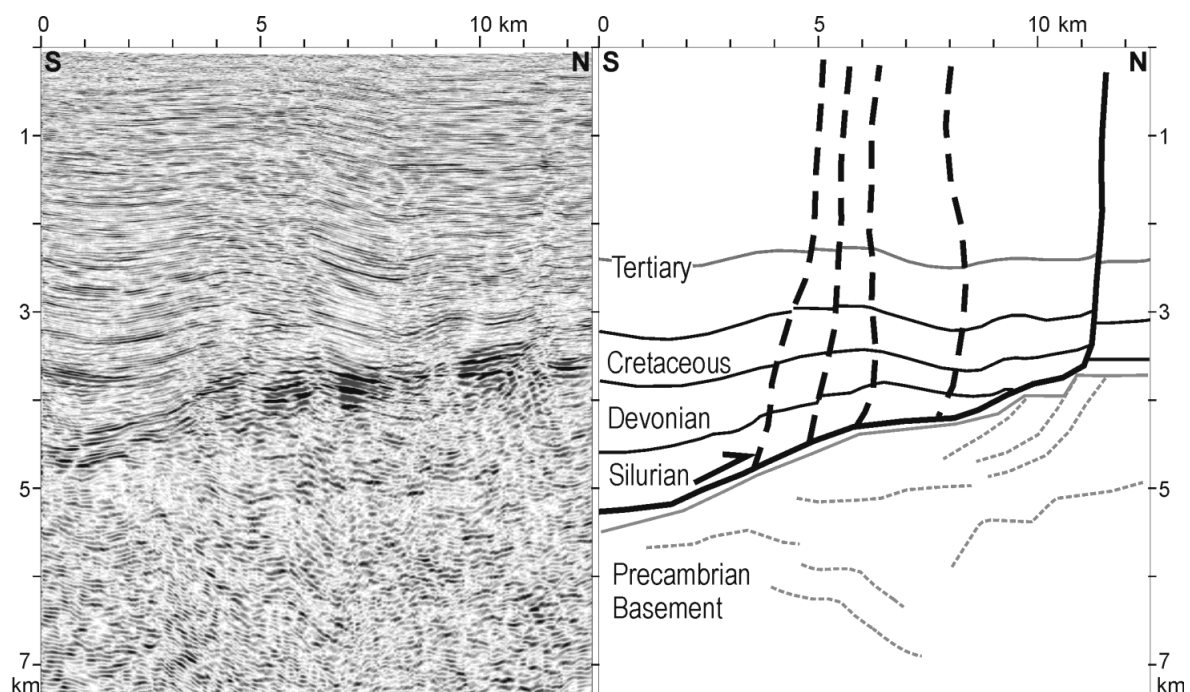 0 5 10 km 0 5 10 km
S N S N
1 1
Tertiary
3 3
Cretaceous
Devonian
Silurian
5 5
Precambrian
Basement
7 7
km km